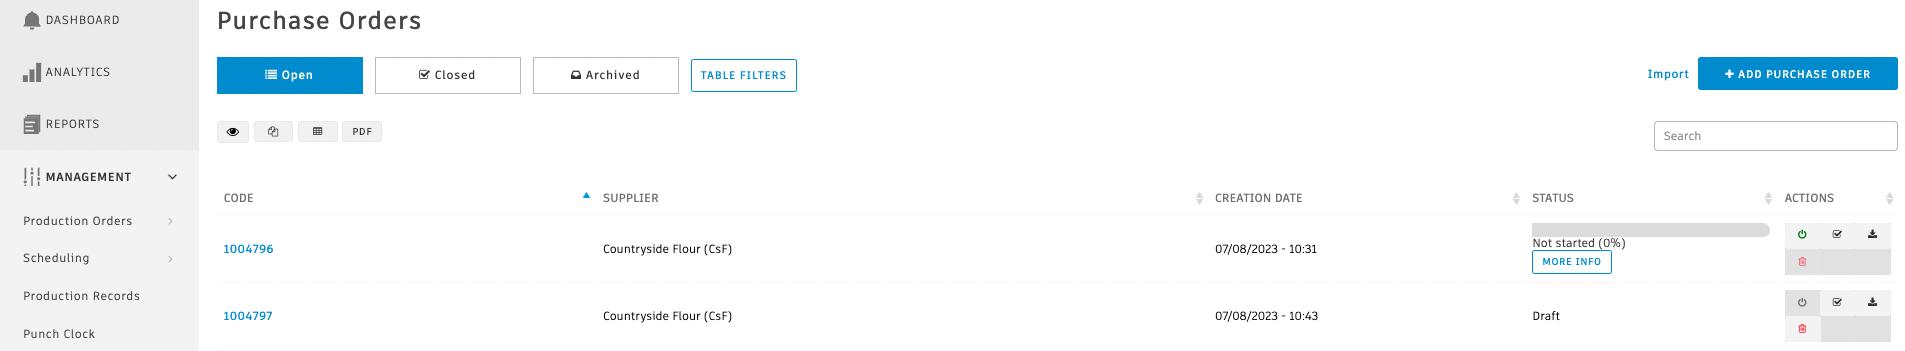 DASHBOARD
ANALYTICS
REPORTS
MANAGEMENT
Production Orders
Scheduling
Production Records
Punch Clock
Purchase Orders
Open Closed Archived TABLE FILTERS Import + ADD PURCHASE ORDER
PDF Search
CODE SUPPLIER CREATION DATE STATUS ACTIONS
1004796 Countryside Flour (CsF) 07/08/2023 - 10:31 Not started (0%)
MORE INFO
1004797 Countryside Flour (CsF) 07/08/2023 - 10:43 Draft